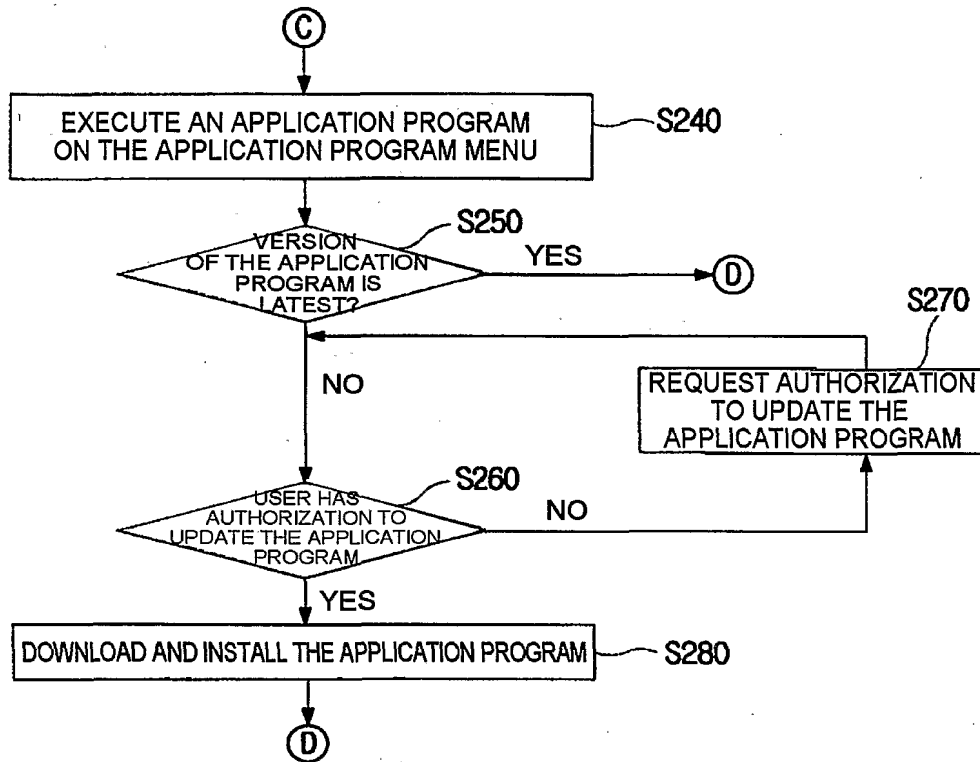 C
EXECUTE AN APPLICATION PROGRAM
ON THE APPLICATION PROGRAM MENU
S240
S250
VERSION
OF THE APPLICATION
PROGRAM IS
LATEST?
YES
D
NO
S270
REQUEST AUTHORIZATION
TO UPDATE THE
APPLICATION PROGRAM
S260
USER HAS
AUTHORIZATION TO
UPDATE THE APPLICATION
PROGRAM
NO
YES
DOWNLOAD AND INSTALL THE APPLICATION PROGRAM
S280
D